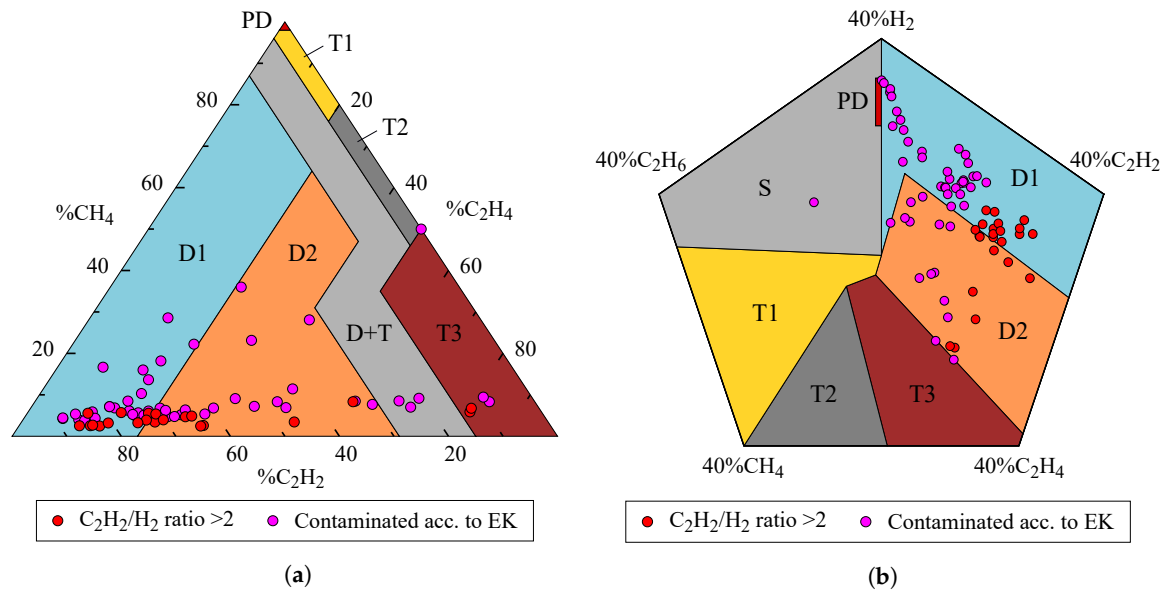 PD
T1
80
20
T2
60
40
%CH₄
%C₂H₄
D1
D2
40
60
D+T
T3
20
80
80
60
40
20
%C₂H₂
C₂H₂/H₂ ratio >2
Contaminated acc. to EK
(a)
40%H₂
PD
40%C₂H₆
40%C₂H₂
S
D1
T1
D2
T2
T3
40%CH₄
40%C₂H₄
C₂H₂/H₂ ratio >2
Contaminated acc. to EK
(b)